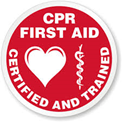 CPR
FIRST AID
CERTIFIED AND TRAINED